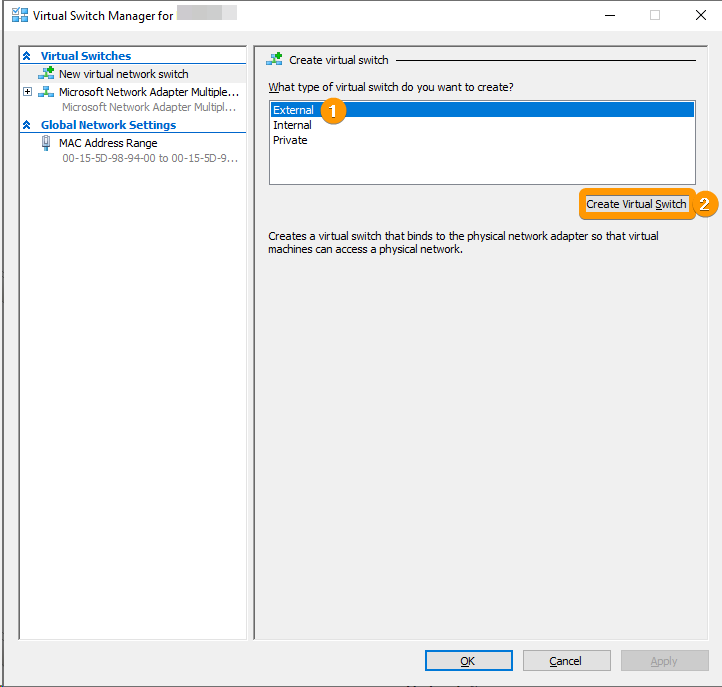 Virtual Switch Manager for
Virtual Switches
New virtual network switch
Microsoft Network Adapter Multiple...
Microsoft Network Adapter Multipl...
Global Network Settings
MAC Address Range
00-15-5D-98-94-00 to 00-15-5D-9...
Create virtual switch
What type of virtual switch do you want to create?
External 1
Internal
Private
Create Virtual Switch 2
Creates a virtual switch that binds to the physical network adapter so that virtual
machines can access a physical network.
OK Cancel Apply